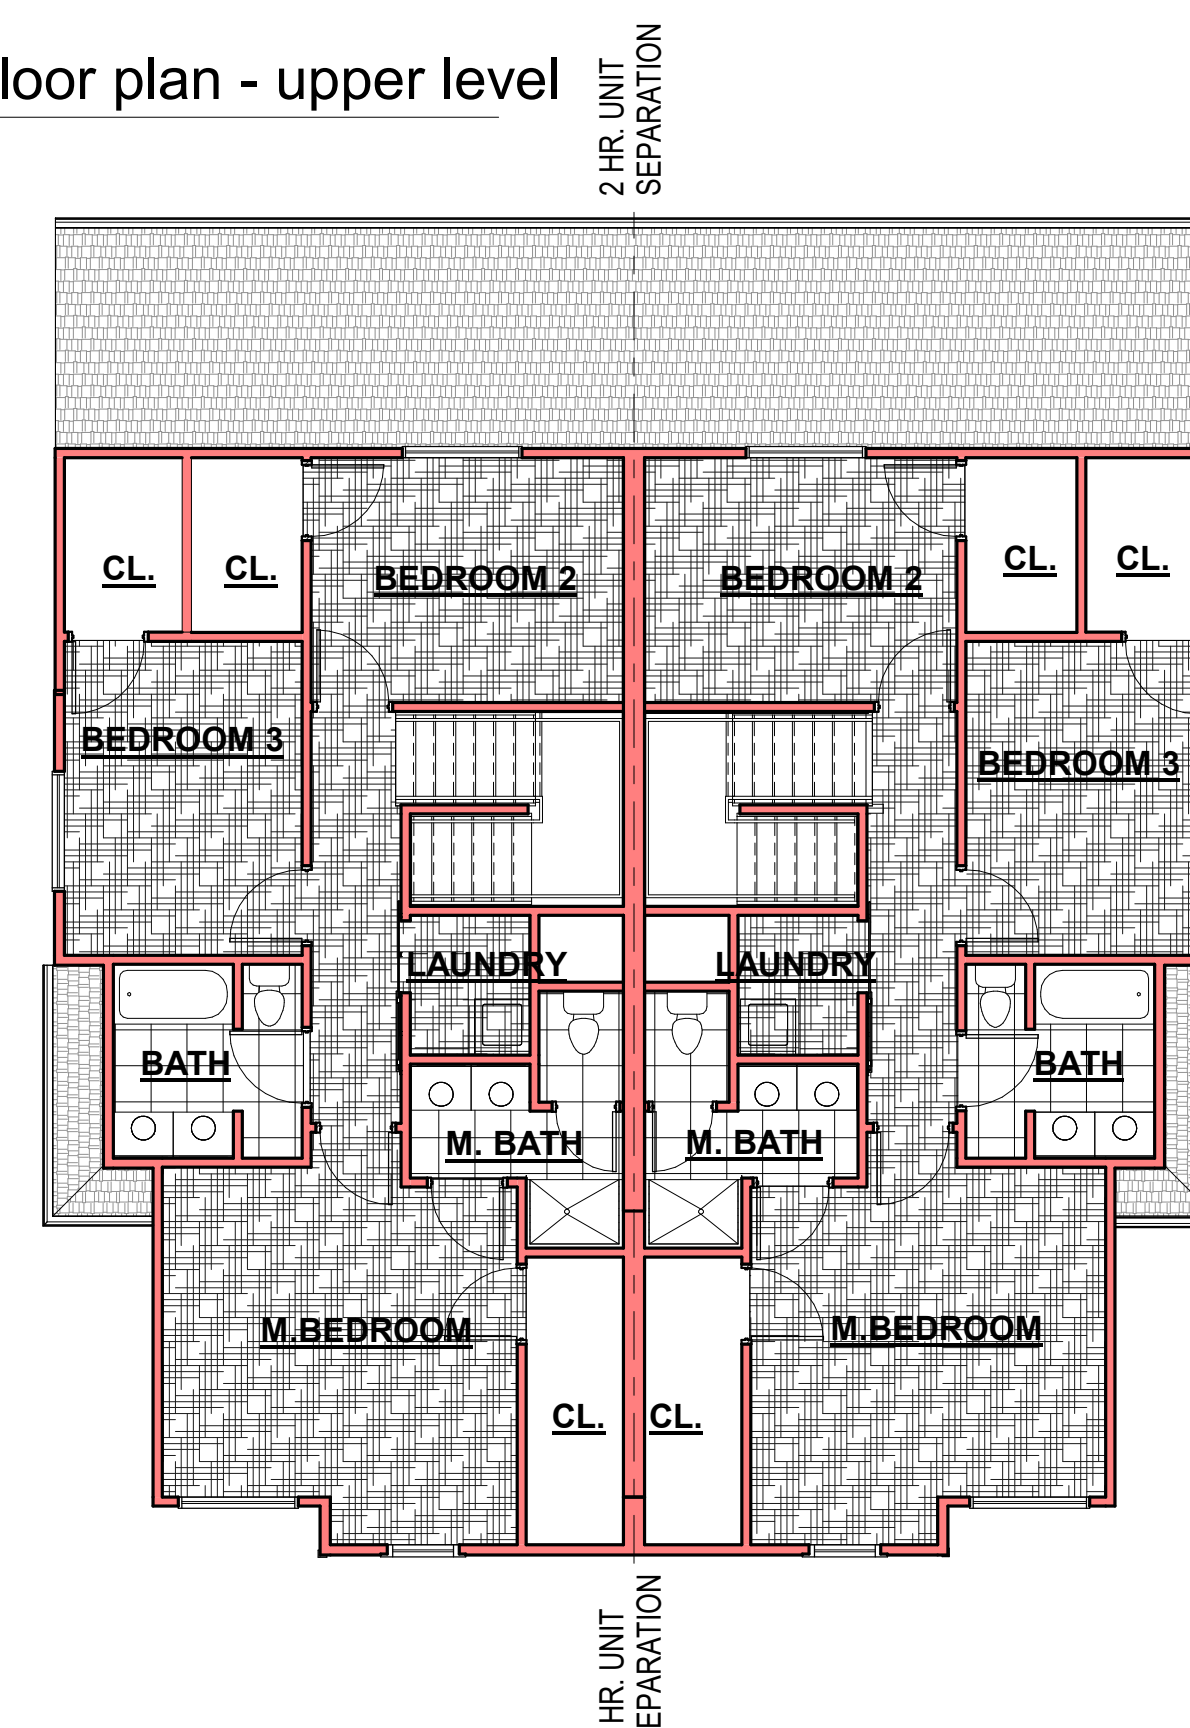 loor plan - upper level
2 HR. UNIT
SEPARATION
CL.
CL.
BEDROOM 2
BEDROOM 2
CL.
CL.
BEDROOM 3
BEDROOM 3
LAUNDRY
LAUNDRY
BATH
BATH
M. BATH
M. BATH
M.BEDROOM
M.BEDROOM
CL.
CL.
HR. UNIT
EPARATION